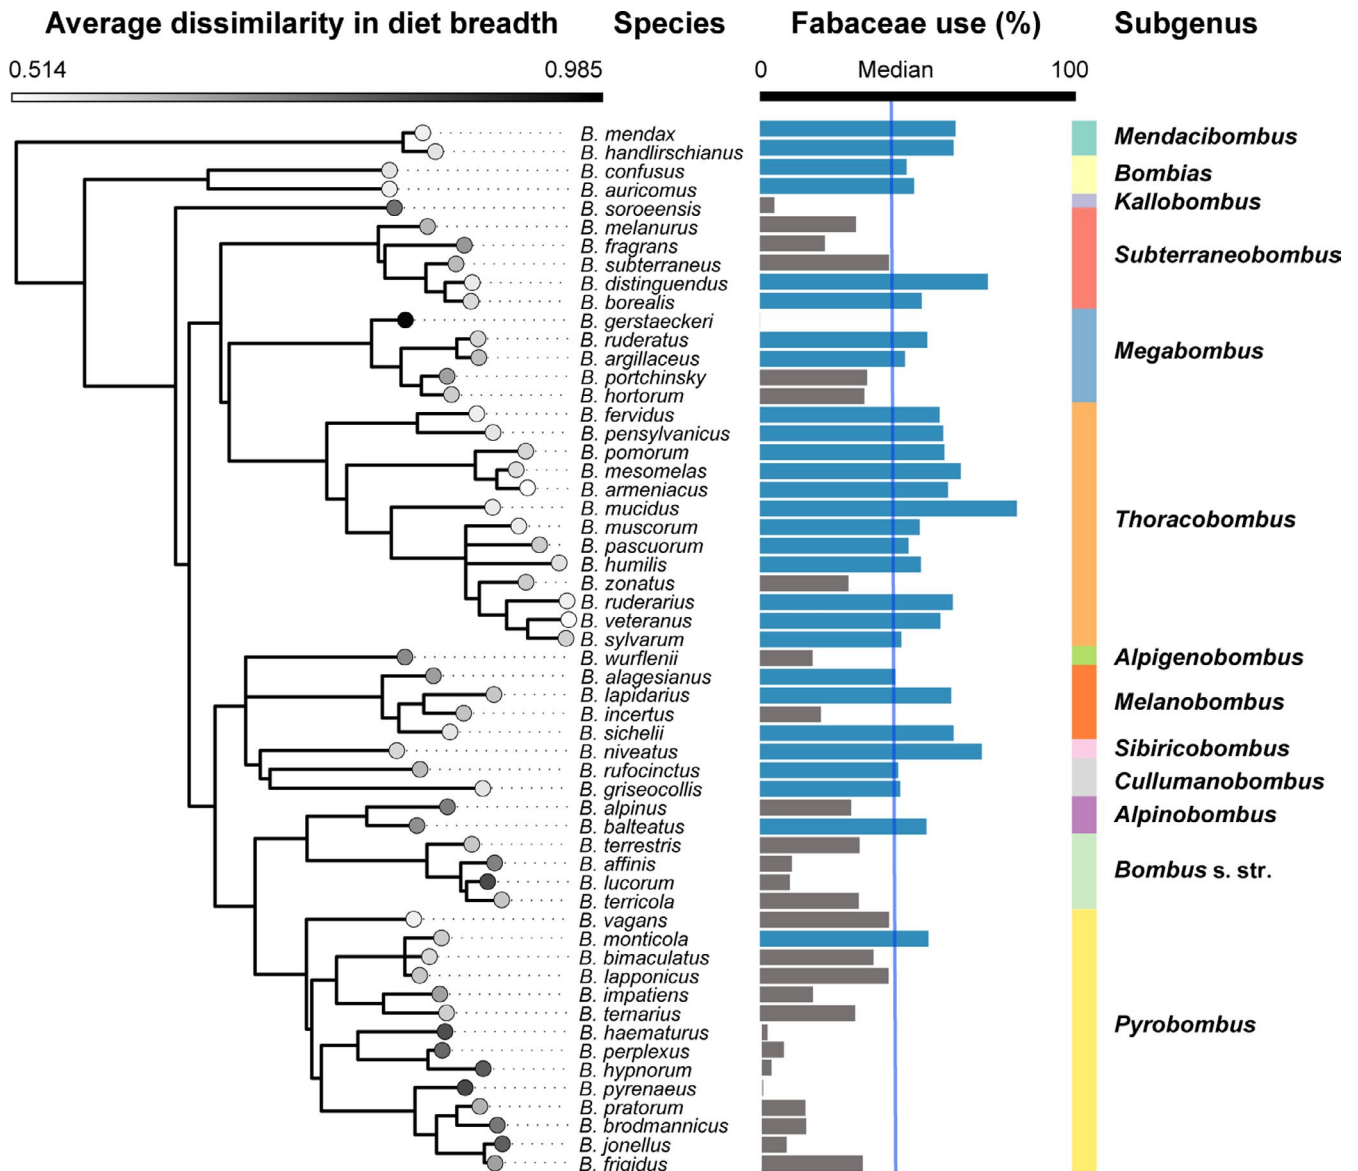 Average dissimilarity in diet breadth Species Fabaceae use (%) Subgenus
0.514 0.985 0 Median 100
B. mendax
B. handlirschianus
Mendacibombus
B. confusus
B. auricomus
Bombias
B. soroeensis
Kallobombus
B. melanurus
B. fragrans
B. subterraneus
B. distinguendus
B. borealis
Subterraneobombus
B. gerstaeckeri
B. ruderatus
B. argillaceus
B. portchinsky
B. hortorum
Megabombus
B. fervidus
B. pensylvanicus
B. pomorum
B. mesomelas
B. armeniacus
B. mucidus
B. muscorum
B. pascuorum
B. humilis
B. zonatus
B. ruderarius
B. veteranus
B. sylvarum
Thoracobombus
B. wurflenii
Alpigenobombus
B. alagesianus
B. lapidarius
B. incertus
B. sichelii
Melanobombus
B. niveatus
Sibiricobombus
B. rufocinctus
B. griseocollis
Cullumanobombus
B. alpinus
B. balteatus
Alpinobombus
B. terrestris
B. affinis
B. lucorum
B. terricola
Bombus s. str.
B. vagans
B. monticola
B. bimaculatus
B. lapponicus
B. impatiens
B. ternarius
B. haematurus
B. perplexus
B. hypnorum
B. pyrenaeus
B. pratorum
B. brodmannicus
B. jonellus
B. frigidus
Pyrobombus